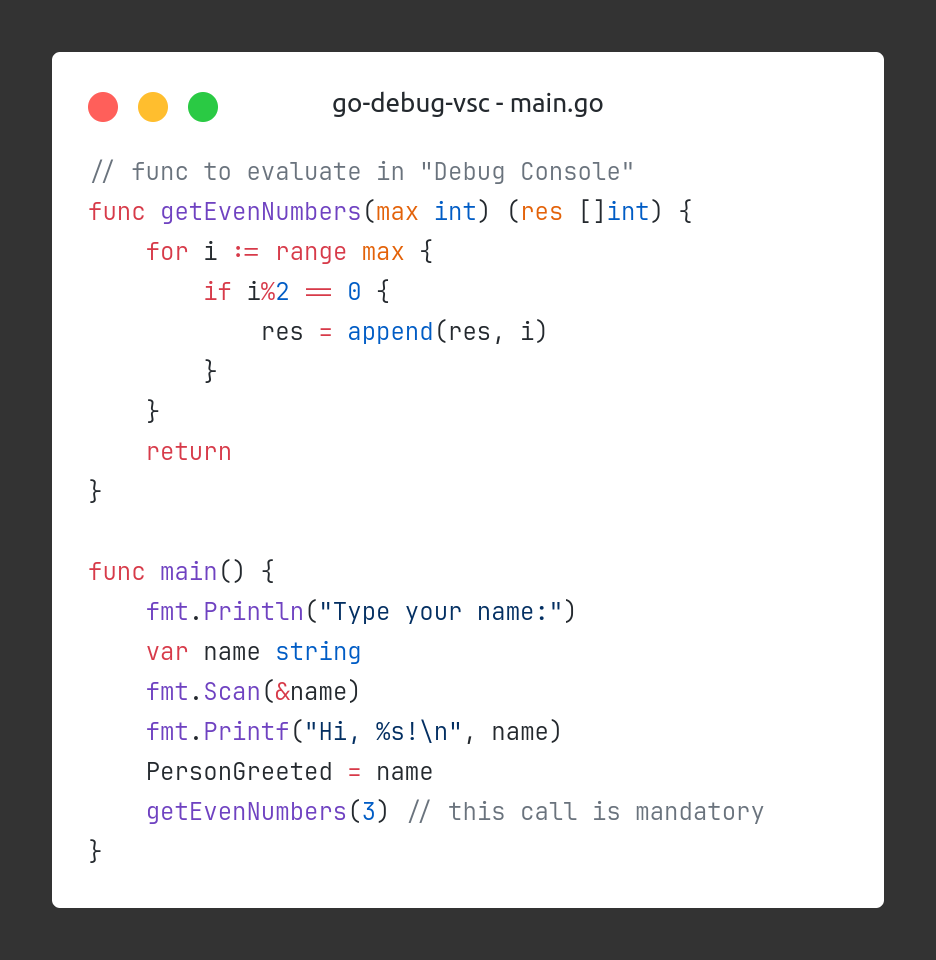 go-debug-vsc - main.go
// func to evaluate in "Debug Console"
func getEvenNumbers(max int) (res []int) {
    for i := range max {
        if i%2 == 0 {
            res = append(res, i)
        }
    }
    return
}

func main() {
    fmt.Println("Type your name:")
    var name string
    fmt.Scan(&name)
    fmt.Printf("Hi, %s!\n", name)
    PersonGreeted = name
    getEvenNumbers(3) // this call is mandatory
}